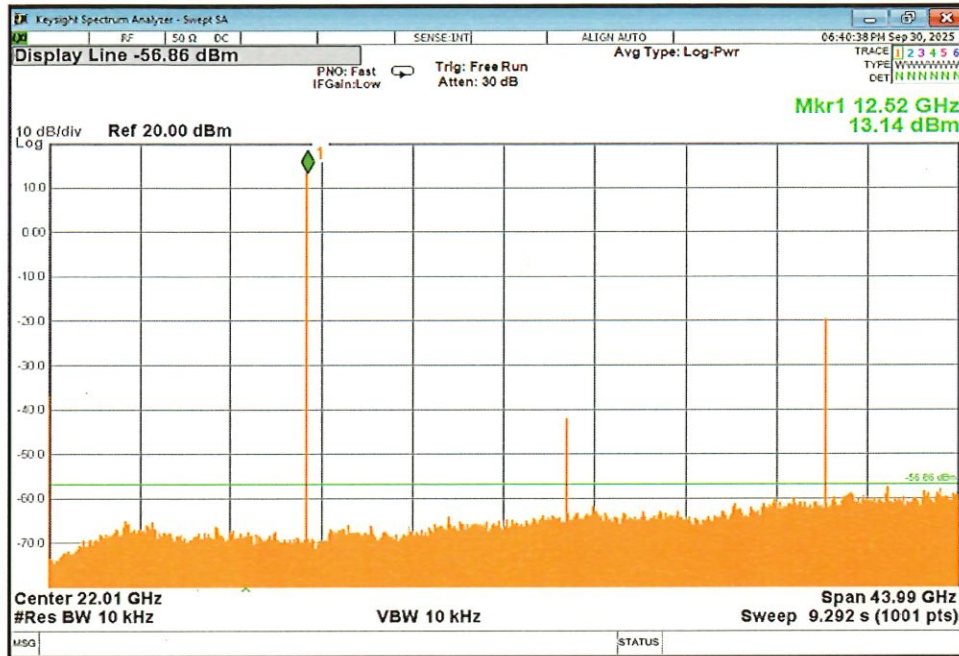 Keysight Spectrum Analyzer - Swept SA
RF 50 Ω DC SENSE:INT ALIGN AUTO 06:40:38 PM Sep 30, 2025
Display Line -56.86 dBm
Avg Type: Log-Pwr
TRACE 1 2 3 4 5 6
PNO: Fast Trig: Free Run
TYPE W W W W W W
IFGain:Low Atten: 30 dB
DET N N N N N N
Mkr1 12.52 GHz
13.14 dBm
10 dB/div Ref 20.00 dBm
Log
1
10.0
0.00
-10.0
-20.0
-30.0
-40.0
-50.0
-56.86 dBm
-60.0
-70.0
Center 22.01 GHz Span 43.99 GHz
#Res BW 10 kHz VBW 10 kHz Sweep 9.292 s (1001 pts)
MSG STATUS